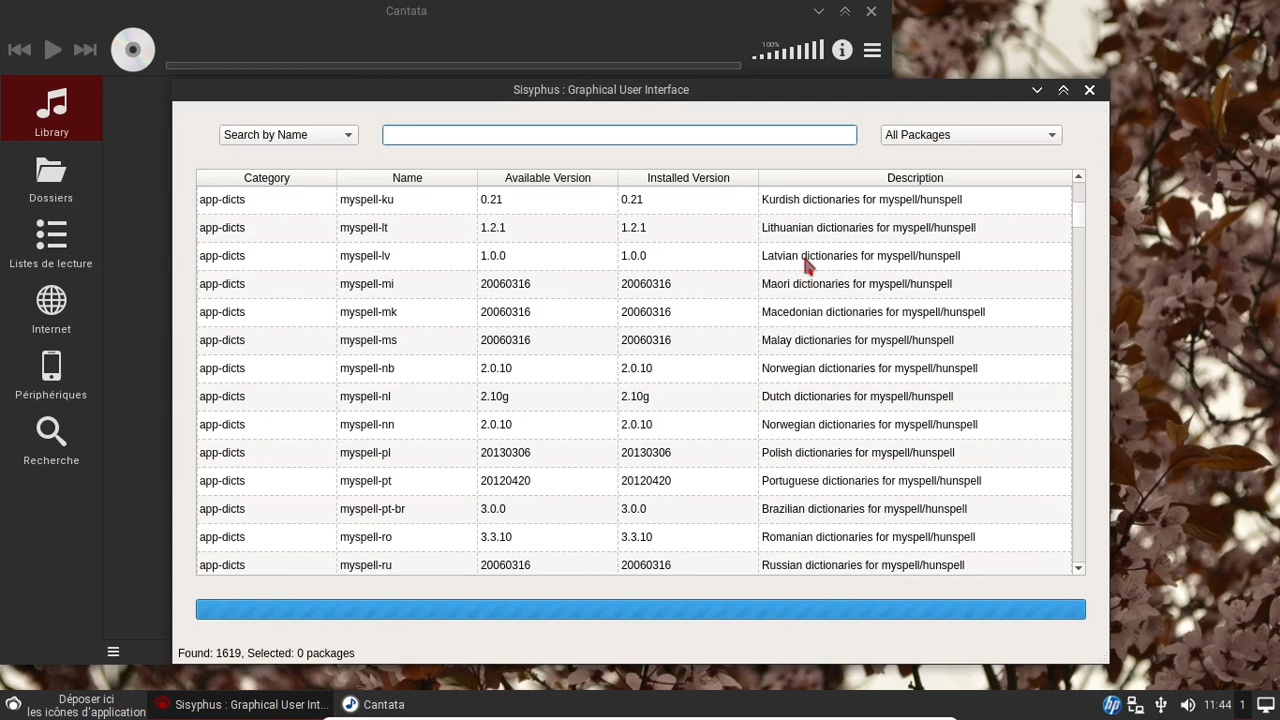 Cantata
100%
Library
Dossiers
Listes de lecture
Internet
Périphériques
Recherche
Sisyphus : Graphical User Interface
Search by Name
All Packages
Category Name Available Version Installed Version Description
app-dicts myspell-ku 0.21 0.21 Kurdish dictionaries for myspell/hunspell
app-dicts myspell-lt 1.2.1 1.2.1 Lithuanian dictionaries for myspell/hunspell
app-dicts myspell-lv 1.0.0 1.0.0 Latvian dictionaries for myspell/hunspell
app-dicts myspell-mi 20060316 20060316 Maori dictionaries for myspell/hunspell
app-dicts myspell-mk 20060316 20060316 Macedonian dictionaries for myspell/hunspell
app-dicts myspell-ms 20060316 20060316 Malay dictionaries for myspell/hunspell
app-dicts myspell-nb 2.0.10 2.0.10 Norwegian dictionaries for myspell/hunspell
app-dicts myspell-nl 2.10g 2.10g Dutch dictionaries for myspell/hunspell
app-dicts myspell-nn 2.0.10 2.0.10 Norwegian dictionaries for myspell/hunspell
app-dicts myspell-pl 20130306 20130306 Polish dictionaries for myspell/hunspell
app-dicts myspell-pt 20120420 20120420 Portuguese dictionaries for myspell/hunspell
app-dicts myspell-pt-br 3.0.0 3.0.0 Brazilian dictionaries for myspell/hunspell
app-dicts myspell-ro 3.3.10 3.3.10 Romanian dictionaries for myspell/hunspell
app-dicts myspell-ru 20060316 20060316 Russian dictionaries for myspell/hunspell
Found: 1619, Selected: 0 packages
Déposer ici
les icônes d'application
Sisyphus : Graphical User Int...
Cantata
hp
11:44
1